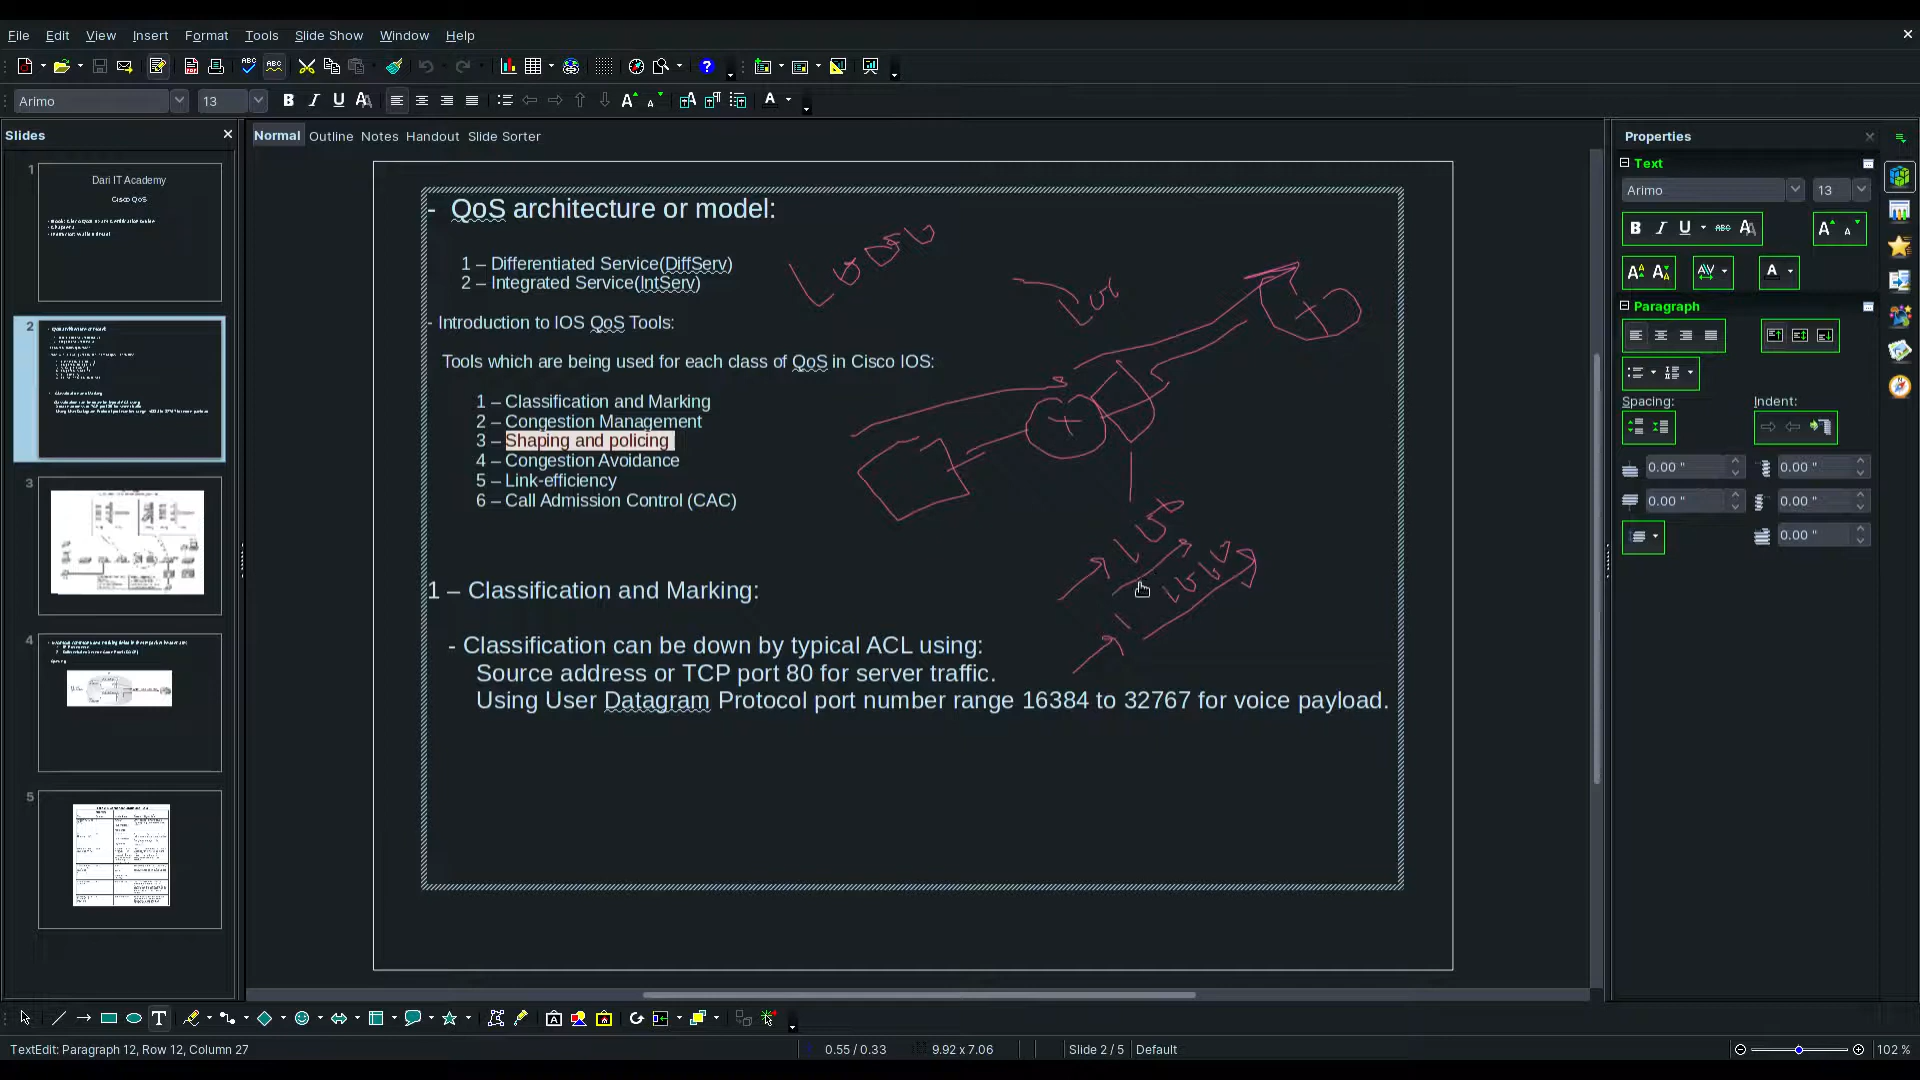 File Edit View Insert Format Tools Slide Show Window Help
Arimo 13
Slides
Normal Outline Notes Handout Slide Sorter
1
Dari IT Academy
Cisco QoS
2
3
4
5
- QoS architecture or model:
1 – Differentiated Service(DiffServ)
2 – Integrated Service(IntServ)
- Introduction to IOS QoS Tools:
Tools which are being used for each class of QoS in Cisco IOS:
1 – Classification and Marking
2 – Congestion Management
3 – Shaping and policing
4 – Congestion Avoidance
5 – Link-efficiency
6 – Call Admission Control (CAC)
1 – Classification and Marking:
- Classification can be down by typical ACL using:
Source address or TCP port 80 for server traffic.
Using User Datagram Protocol port number range 16384 to 32767 for voice payload.
Properties
Text
Arimo 13
Paragraph
Spacing: Indent:
0.00 " 0.00 "
0.00 " 0.00 "
0.00 "
TextEdit: Paragraph 12, Row 12, Column 27
0.55 / 0.33
9.92 x 7.06
Slide 2 / 5
Default
102 %